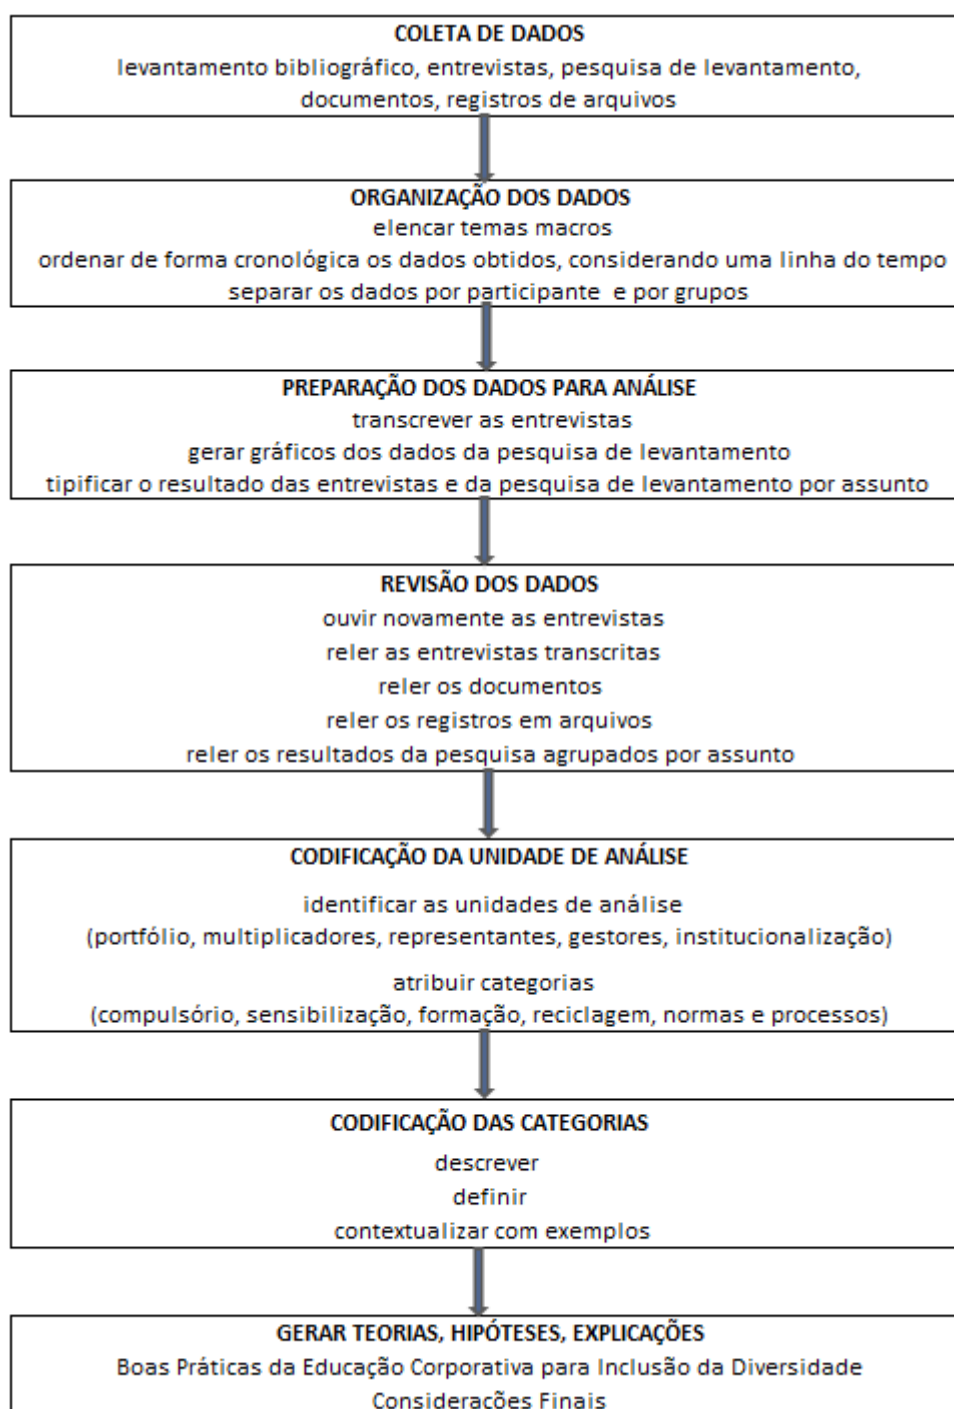 COLETA DE DADOS
levantamento bibliográfico, entrevistas, pesquisa de levantamento,
documentos, registros de arquivos
ORGANIZAÇÃO DOS DADOS
elencar temas macros
ordenar de forma cronológica os dados obtidos, considerando uma linha do tempo
separar os dados por participante e por grupos
PREPARAÇÃO DOS DADOS PARA ANÁLISE
transcrever as entrevistas
gerar gráficos dos dados da pesquisa de levantamento
tipificar o resultado das entrevistas e da pesquisa de levantamento por assunto
REVISÃO DOS DADOS
ouvir novamente as entrevistas
reler as entrevistas transcritas
reler os documentos
reler os registros em arquivos
reler os resultados da pesquisa agrupados por assunto
CODIFICAÇÃO DA UNIDADE DE ANÁLISE
identificar as unidades de análise
(portfólio, multiplicadores, representantes, gestores, institucionalização)
atribuir categorias
(compulsório, sensibilização, formação, reciclagem, normas e processos)
CODIFICAÇÃO DAS CATEGORIAS
descrever
definir
contextualizar com exemplos
GERAR TEORIAS, HIPÓTESES, EXPLICAÇÕES
Boas Práticas da Educação Corporativa para Inclusão da Diversidade
Considerações Finais